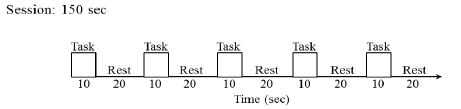 Session: 150 sec
Task Task Task Task Task
Rest Rest Rest Rest Rest
10 20 10 20 10 20 10 20 10 20
Time (sec)